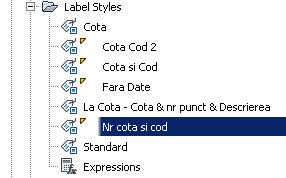 Label Styles
Cota
Cota Cod 2
Cota si Cod
Fara Date
La Cota - Cota & nr punct & Descrierea
Nr cota si cod
Standard
Expressions